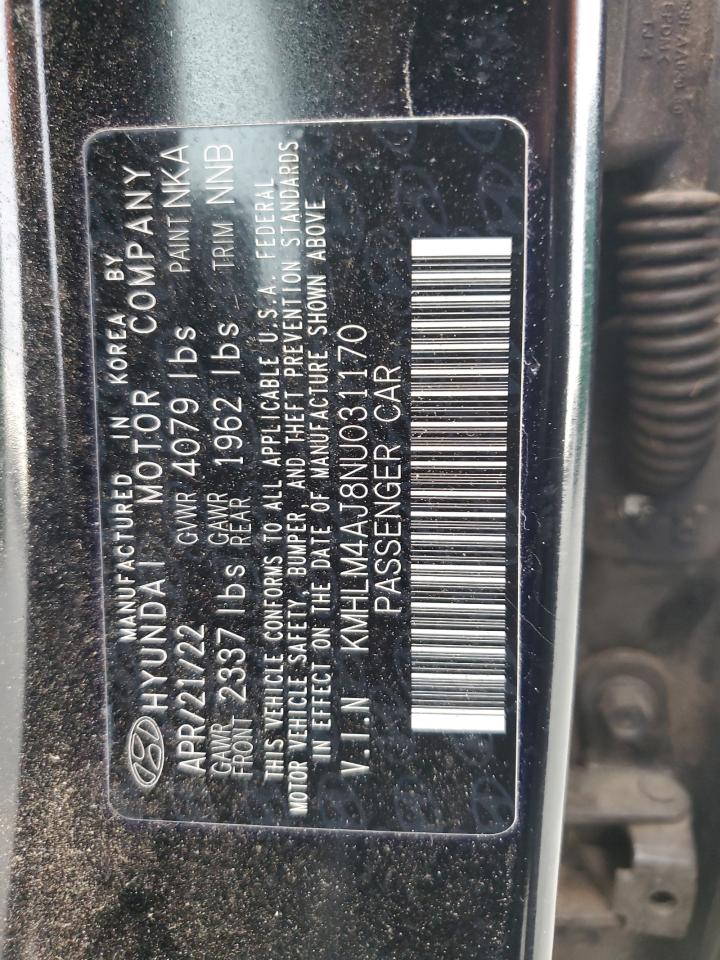 MANUFACTURED IN KOREA BY
HYUNDAI MOTOR COMPANY
APR/21/22 GVWR 4079 lbs PAINT NKA
GAWR FRONT 2337 lbs GAWR REAR 1962 lbs TRIM NNB
THIS VEHICLE CONFORMS TO ALL APPLICABLE U.S.A. FEDERAL
MOTOR VEHICLE SAFETY, BUMPER, AND THEFT PREVENTION STANDARDS
IN EFFECT ON THE DATE OF MANUFACTURE SHOWN ABOVE
V.I.N KMHLM4AJ8NU031170
PASSENGER CAR